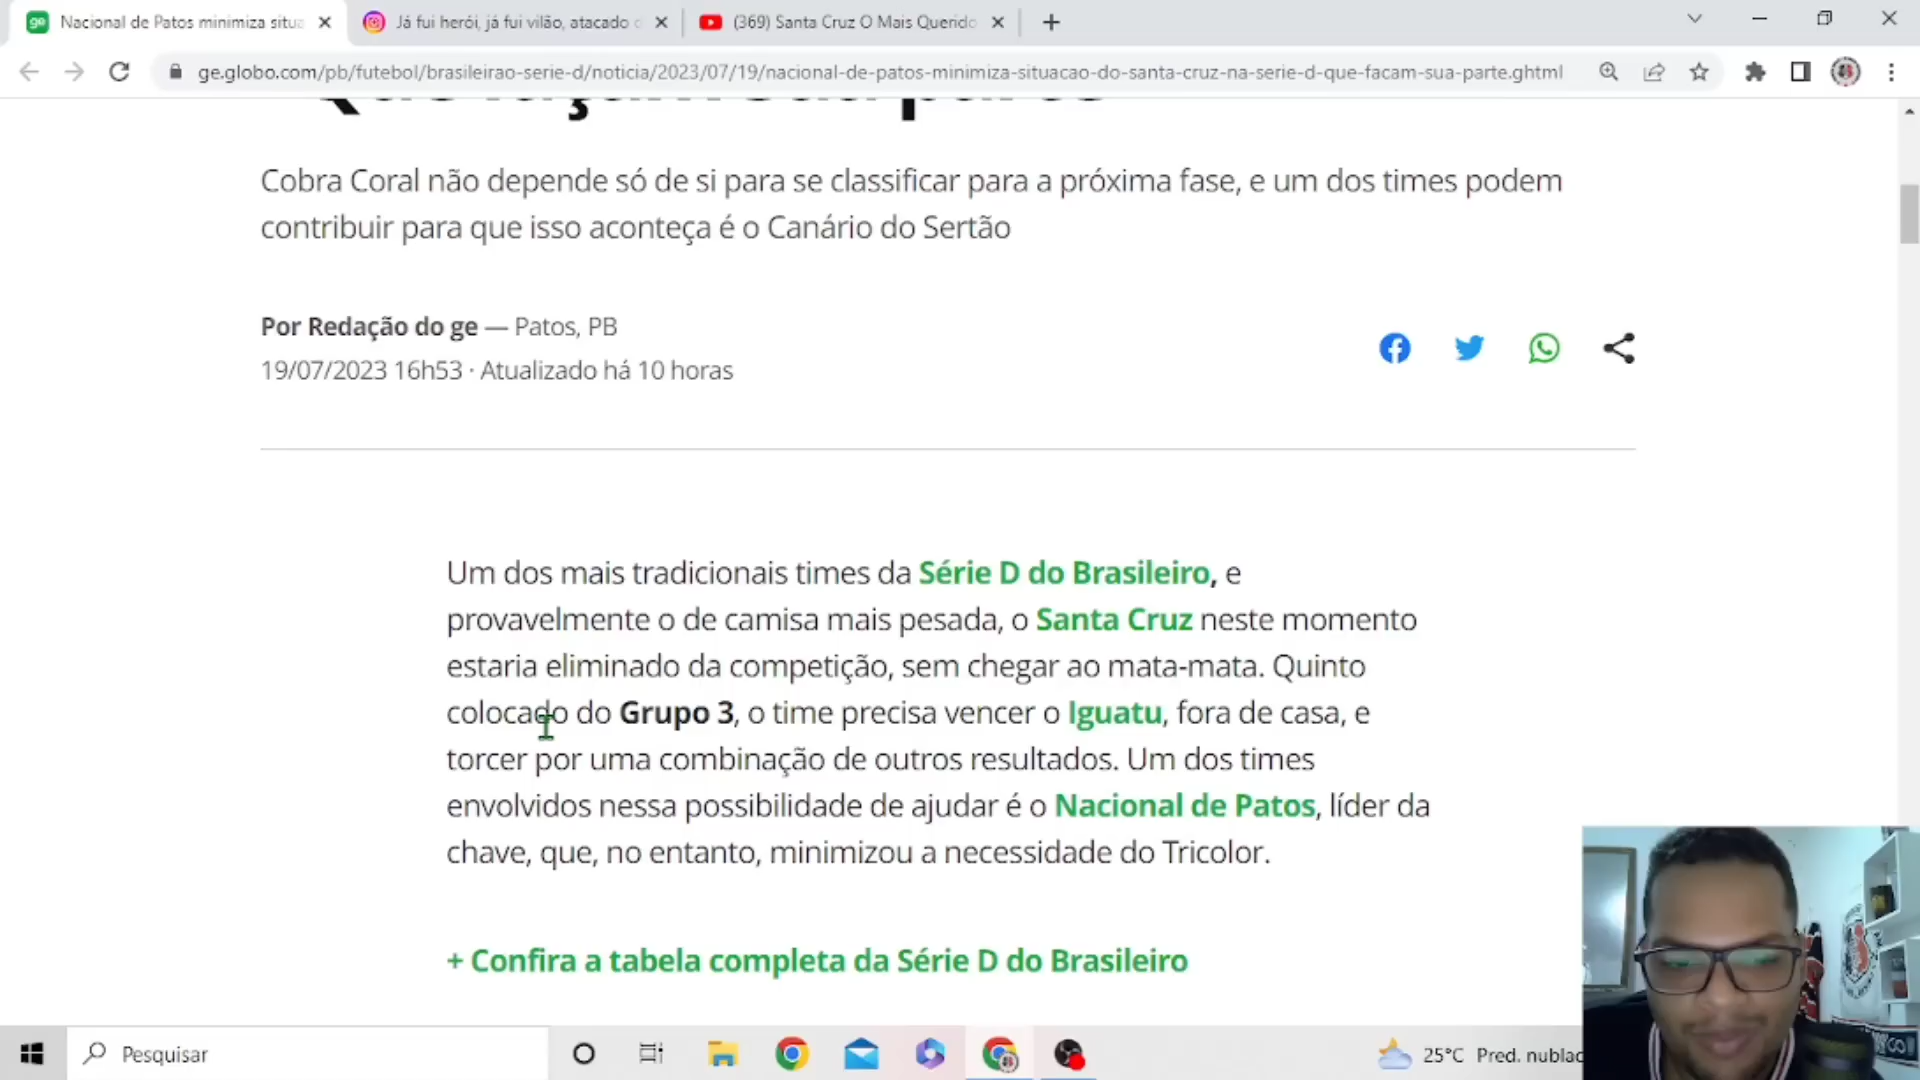 Nacional de Patos minimiza situa
Já fui herói, já fui vilão, atacado
(369) Santa Cruz O Mais Querido
ge.globo.com/pb/futebol/brasileirao-serie-d/noticia/2023/07/19/nacional-de-patos-minimiza-situacao-do-santa-cruz-na-serie-d-que-facam-sua-parte.ghtml
Cobra Coral não depende só de si para se classificar para a próxima fase, e um dos times podem
contribuir para que isso aconteça é o Canário do Sertão
Por Redação do ge — Patos, PB
19/07/2023 16h53 · Atualizado há 10 horas
Um dos mais tradicionais times da Série D do Brasileiro, e
provavelmente o de camisa mais pesada, o Santa Cruz neste momento
estaria eliminado da competição, sem chegar ao mata-mata. Quinto
colocado do Grupo 3, o time precisa vencer o Iguatu, fora de casa, e
torcer por uma combinação de outros resultados. Um dos times
envolvidos nessa possibilidade de ajudar é o Nacional de Patos, líder da
chave, que, no entanto, minimizou a necessidade do Tricolor.
+ Confira a tabela completa da Série D do Brasileiro
Pesquisar
25°C Pred. nublad